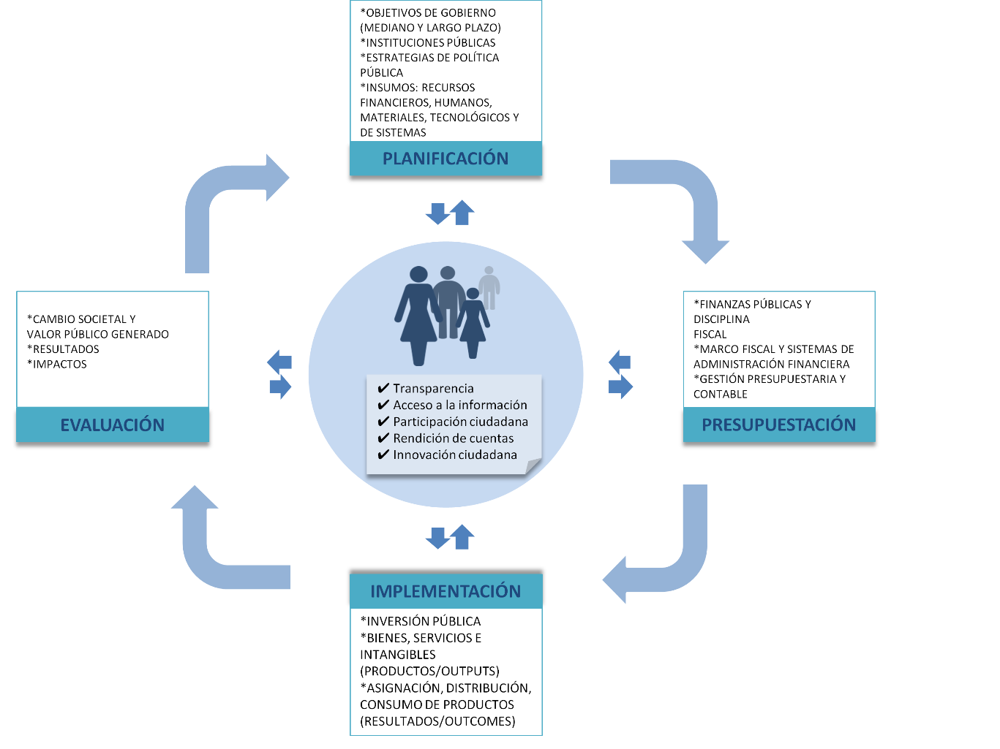 *OBJETIVOS DE GOBIERNO
(MEDIANO Y LARGO PLAZO)
*INSTITUCIONES PÚBLICAS
*ESTRATEGIAS DE POLÍTICA
PÚBLICA
*INSUMOS: RECURSOS
FINANCIEROS, HUMANOS,
MATERIALES, TECNOLÓGICOS Y
DE SISTEMAS
PLANIFICACIÓN
*CAMBIO SOCIETAL Y
VALOR PÚBLICO GENERADO
*RESULTADOS
*IMPACTOS
EVALUACIÓN
✔ Transparencia
✔ Acceso a la información
✔ Participación ciudadana
✔ Rendición de cuentas
✔ Innovación ciudadana
*FINANZAS PÚBLICAS Y
DISCIPLINA
FISCAL
*MARCO FISCAL Y SISTEMAS DE
ADMINISTRACIÓN FINANCIERA
*GESTIÓN PRESUPUESTARIA Y
CONTABLE
PRESUPUESTACIÓN
IMPLEMENTACIÓN
*INVERSIÓN PÚBLICA
*BIENES, SERVICIOS E
INTANGIBLES
(PRODUCTOS/OUTPUTS)
*ASIGNACIÓN, DISTRIBUCIÓN,
CONSUMO DE PRODUCTOS
(RESULTADOS/OUTCOMES)